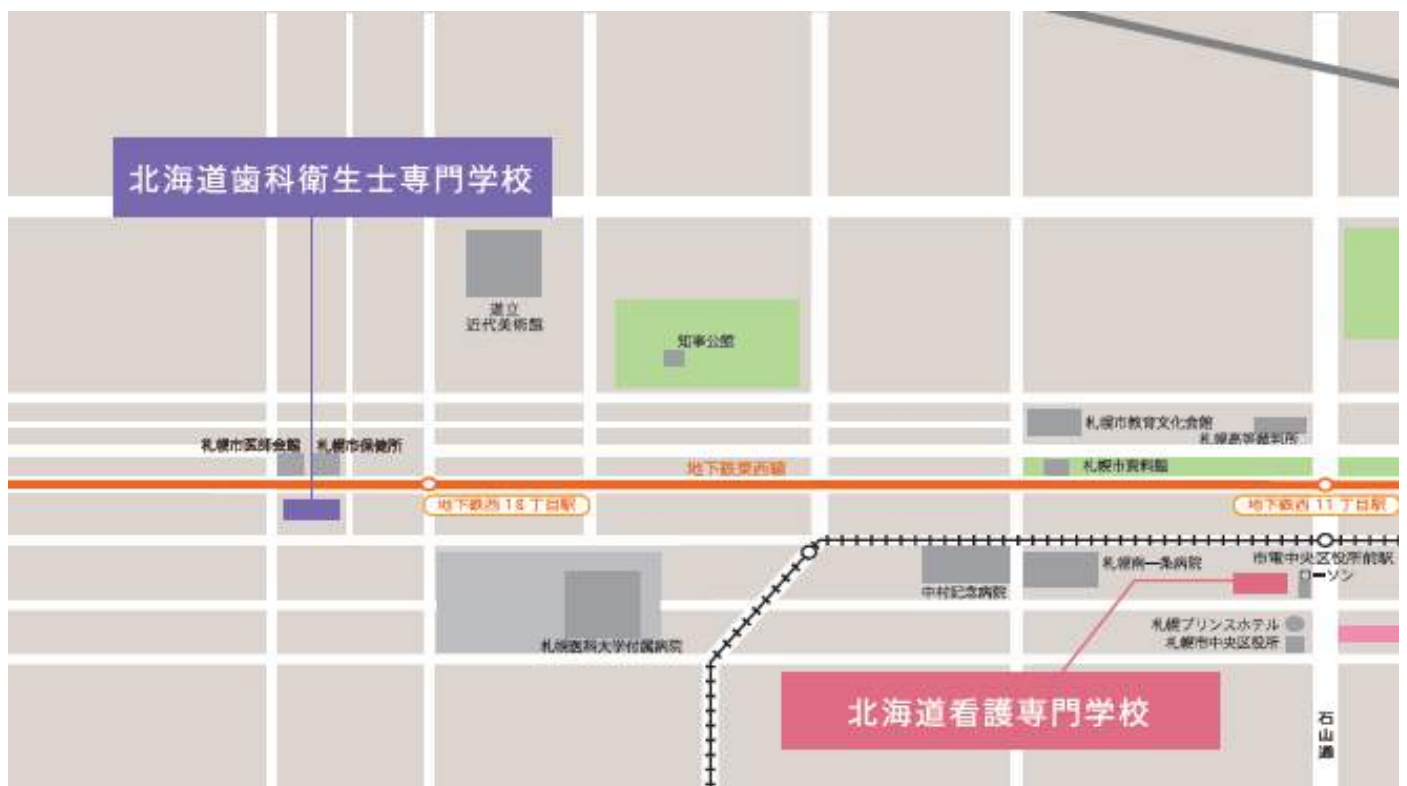 北海道歯科衛生士専門学校
道立
近代美術館
知事公館
札幌市教育文化会館
札幌高等裁判所
札幌市医師会館
札幌市保健所
地下鉄東西線
札幌市資料館
地下鉄西18丁目駅
地下鉄西11丁目駅
札幌南一条病院
市電中央区役所前駅
ローソン
中村記念病院
札幌プリンスホテル
札幌市中央区役所
札幌医科大学付属病院
北海道看護専門学校
石山通